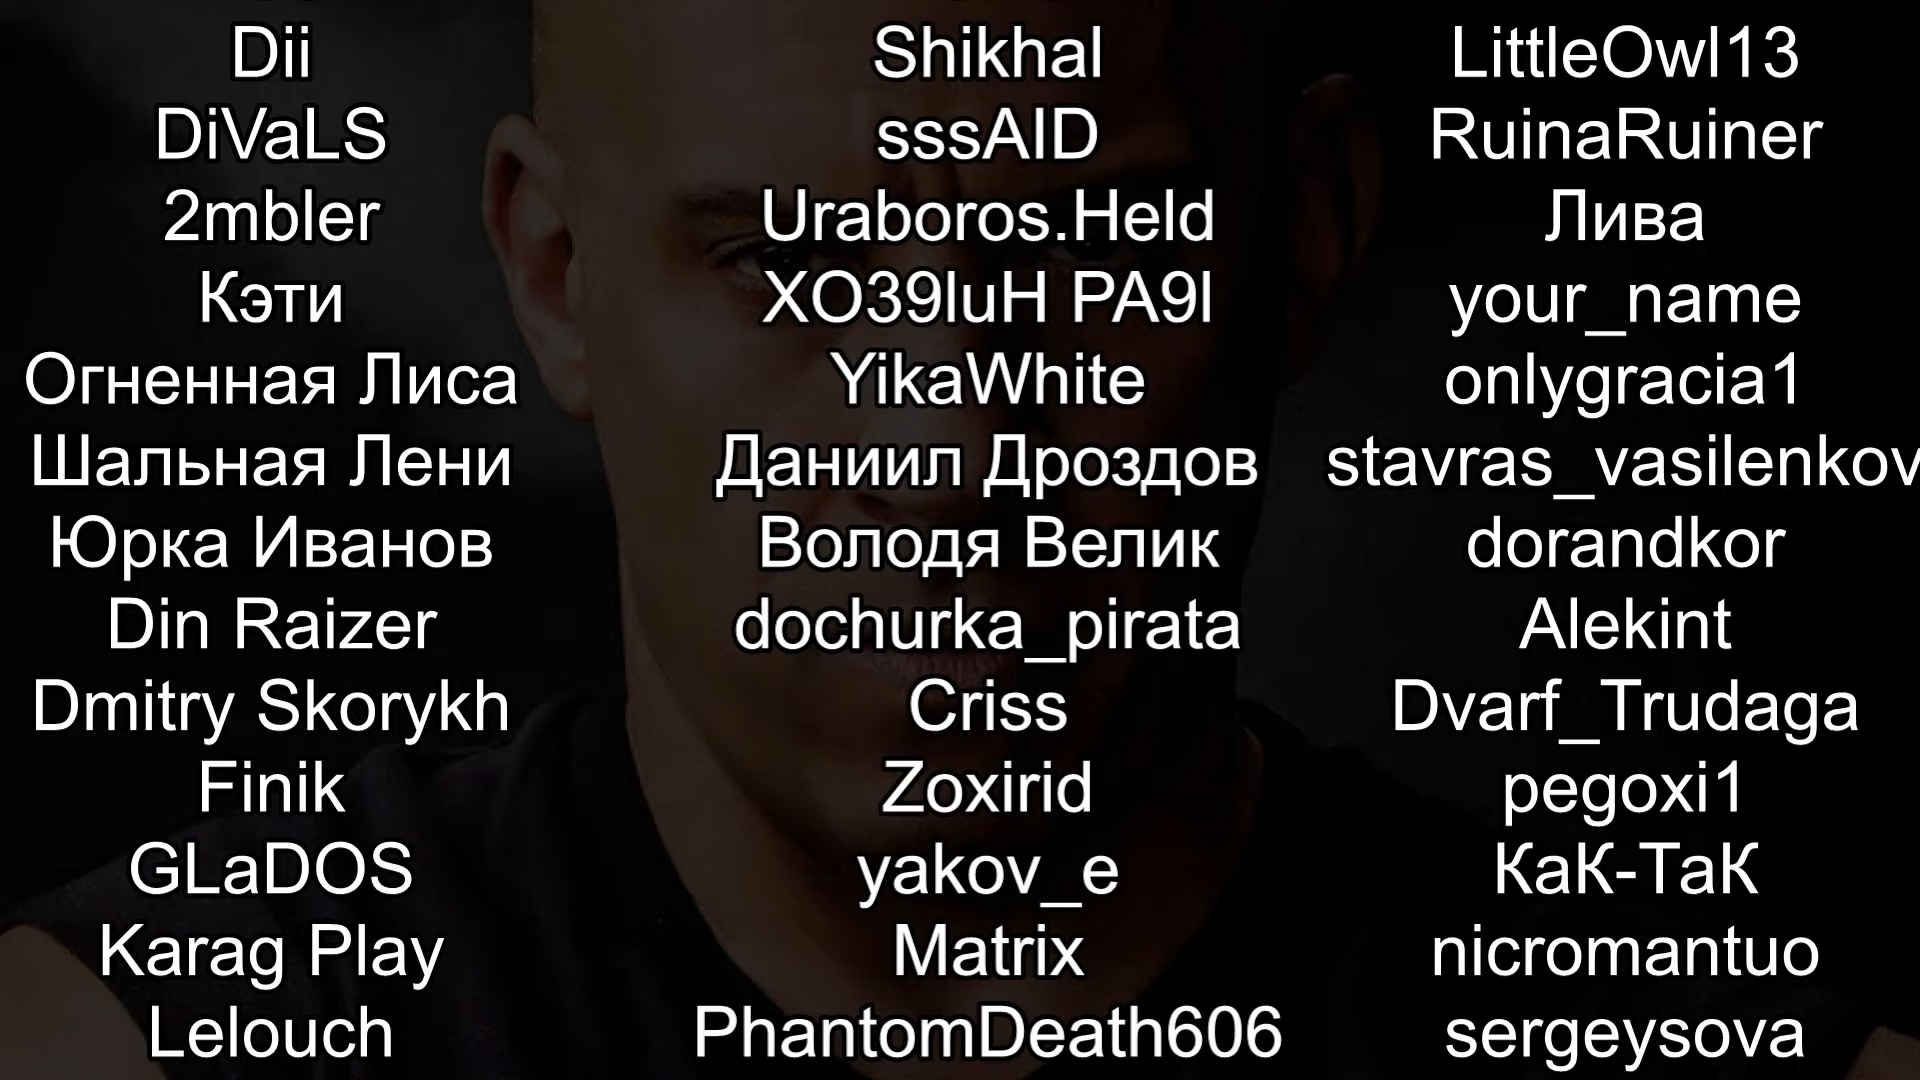 Dii
DiVaLS
2mbler
Кэти
Огненная Лиса
Шальная Лени
Юрка Иванов
Din Raizer
Dmitry Skorykh
Finik
GLaDOS
Karag Play
Lelouch
Shikhal
sssAID
Uraboros.Held
XO39luH PA9l
YikaWhite
Даниил Дроздов
Володя Велик
dochurka_pirata
Criss
Zoxirid
yakov_e
Matrix
PhantomDeath606
LittleOwl13
RuinaRuiner
Лива
your_name
onlygracia1
stavras_vasilenkov
dorandkor
Alekint
Dvarf_Trudaga
pegoxi1
КаК-ТаК
nicromantuo
sergeysova